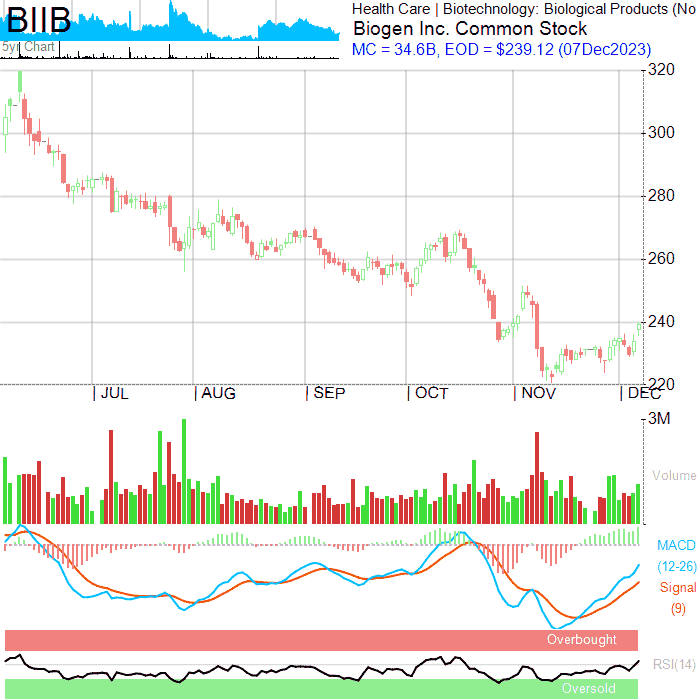 BIIB
5yr Chart
Health Care | Biotechnology: Biological Products (No
Biogen Inc. Common Stock
MC = 34.6B, EOD = $239.12 (07Dec2023)
320
300
280
260
240
220
| JUL | AUG | SEP | OCT | NOV | DEC
3M
Volume
MACD
(12-26)
Signal
(9)
Overbought
RSI(14)
Oversold